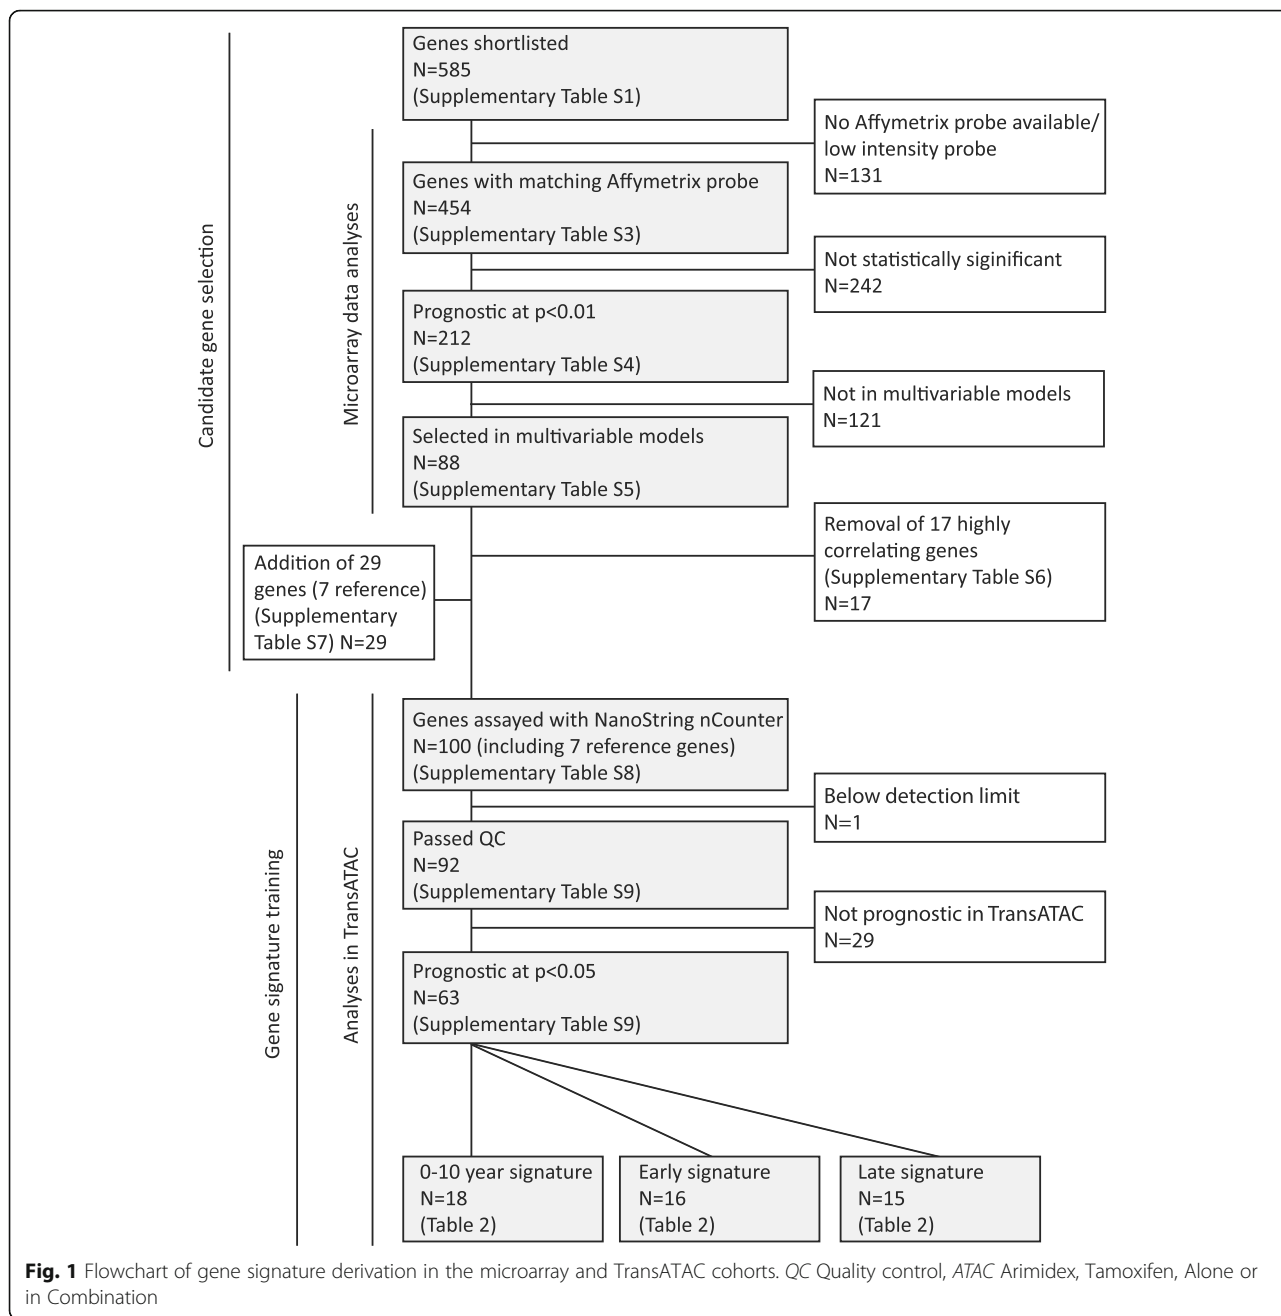 Genes shortlisted
N=585
(Supplementary Table S1)
No Affymetrix probe available/
low intensity probe
N=131
Genes with matching Affymetrix probe
N=454
(Supplementary Table S3)
Not statistically siginificant
N=242
Prognostic at p<0.01
N=212
(Supplementary Table S4)
Not in multivariable models
N=121
Selected in multivariable models
N=88
(Supplementary Table S5)
Removal of 17 highly
correlating genes
(Supplementary Table S6)
N=17
Addition of 29
genes (7 reference)
(Supplementary
Table S7) N=29
Candidate gene selection
Microarray data analyses
Genes assayed with NanoString nCounter
N=100 (including 7 reference genes)
(Supplementary Table S8)
Below detection limit
N=1
Passed QC
N=92
(Supplementary Table S9)
Not prognostic in TransATAC
N=29
Prognostic at p<0.05
N=63
(Supplementary Table S9)
Gene signature training
Analyses in TransATAC
0-10 year signature
N=18
(Table 2)
Early signature
N=16
(Table 2)
Late signature
N=15
(Table 2)
Fig. 1 Flowchart of gene signature derivation in the microarray and TransATAC cohorts. QC Quality control, ATAC Arimidex, Tamoxifen, Alone or
in Combination